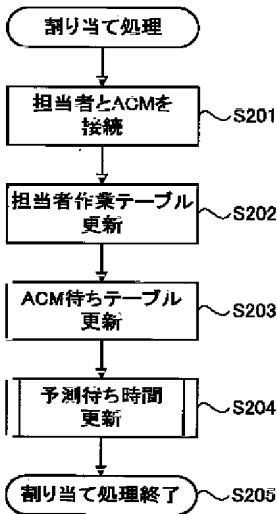 割り当て処理
担当者とACMを
接続
S201
担当者作業テーブル
更新
S202
ACM待ちテーブル
更新
S203
予測待ち時間
更新
S204
割り当て処理終了
S205